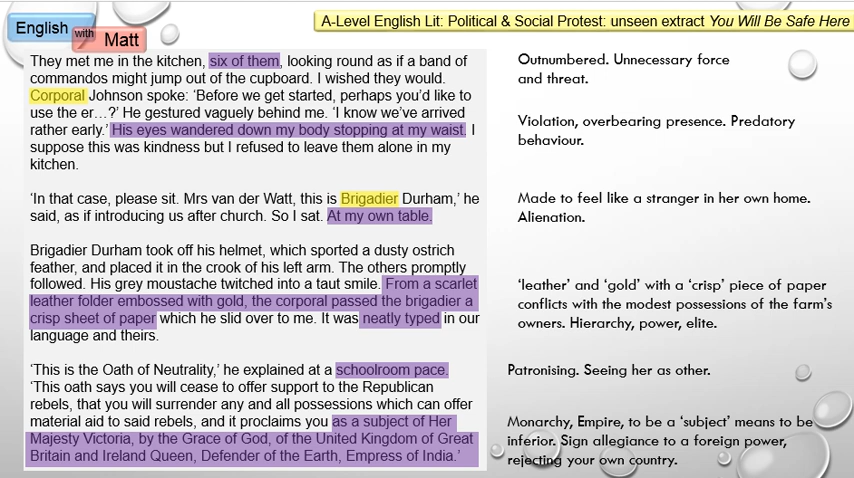 English
with
Matt
A-Level English Lit: Political & Social Protest: unseen extract You Will Be Safe Here
They met me in the kitchen, six of them, looking round as if a band of
commandos might jump out of the cupboard. I wished they would.
Corporal Johnson spoke: ‘Before we get started, perhaps you’d like to
use the er…?’ He gestured vaguely behind me. ‘I know we’ve arrived
rather early.’ His eyes wandered down my body stopping at my waist. I
suppose this was kindness but I refused to leave them alone in my
kitchen.
‘In that case, please sit. Mrs van der Watt, this is Brigadier Durham,’ he
said, as if introducing us after church. So I sat. At my own table.
Brigadier Durham took off his helmet, which sported a dusty ostrich
feather, and placed it in the crook of his left arm. The others promptly
followed. His grey moustache twitched into a taut smile. From a scarlet
leather folder embossed with gold, the corporal passed the brigadier a
crisp sheet of paper which he slid over to me. It was neatly typed in our
language and theirs.
‘This is the Oath of Neutrality,’ he explained at a schoolroom pace.
‘This oath says you will cease to offer support to the Republican
rebels, that you will surrender any and all possessions which can offer
material aid to said rebels, and it proclaims you as a subject of Her
Majesty Victoria, by the Grace of God, of the United Kingdom of Great
Britain and Ireland Queen, Defender of the Earth, Empress of India.’
Outnumbered. Unnecessary force
and threat.
Violation, overbearing presence. Predatory
behaviour.
Made to feel like a stranger in her own home.
Alienation.
‘leather’ and ‘gold’ with a ‘crisp’ piece of paper
conflicts with the modest possessions of the farm’s
owners. Hierarchy, power, elite.
Patronising. Seeing her as other.
Monarchy, Empire, to be a ‘subject’ means to be
inferior. Sign allegiance to a foreign power,
rejecting your own country.